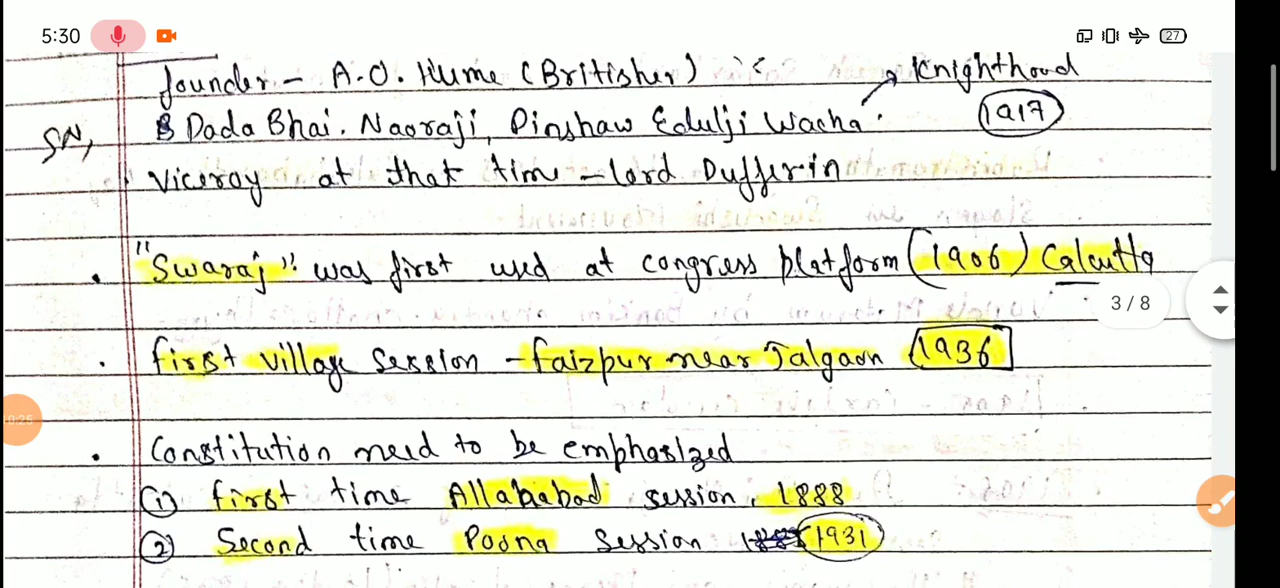 5:30
27
founder - A.O. Hume (Britisher)
Knighthood
1917
SN,
& Dada Bhai. Naoraji, Dinshaw Edulji Wacha
Viceroy at that time - lord Dufferin
"Swaraj" was first used at congress platform (1906) Calcutta
3 / 8
first village session - faizpur near Jalgaon 1936
Constitution need to be emphasized
(1) first time Allahabad session, 1888
(2) Second time Poona session 1931